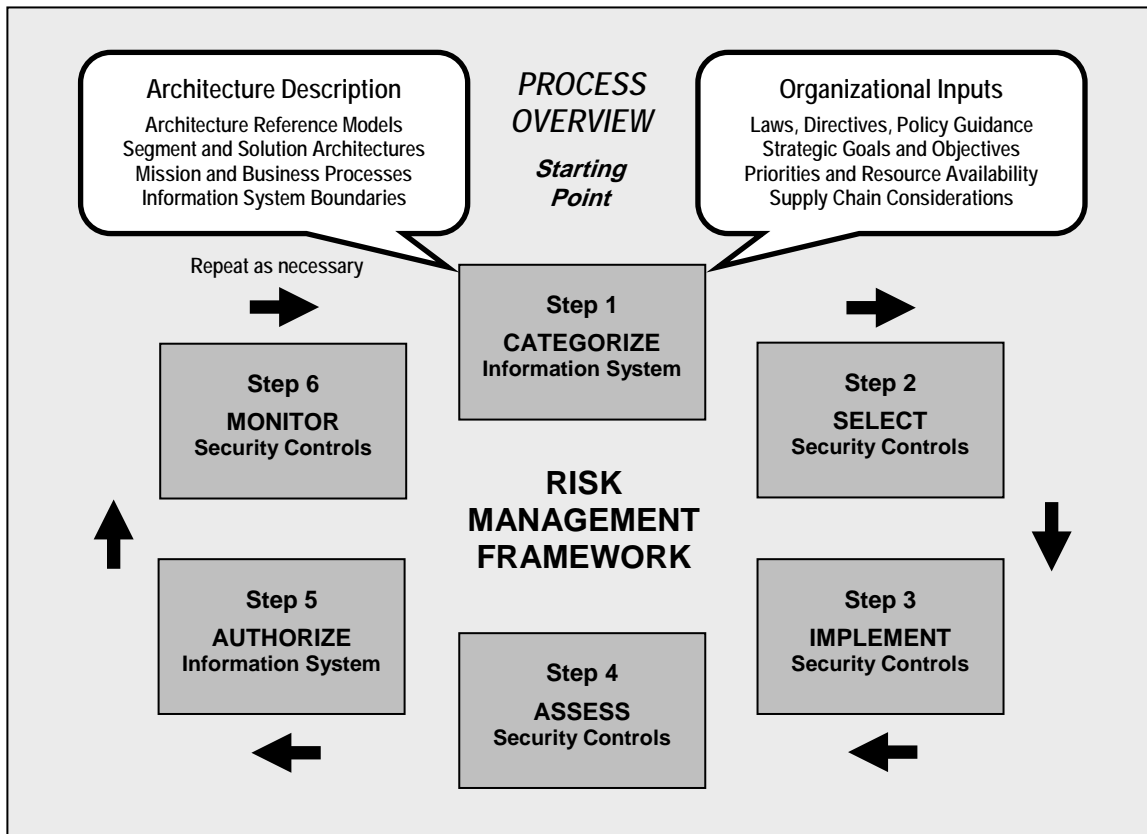 PROCESS
OVERVIEW
Starting
Point
Architecture Description
Architecture Reference Models
Segment and Solution Architectures
Mission and Business Processes
Information System Boundaries
Organizational Inputs
Laws, Directives, Policy Guidance
Strategic Goals and Objectives
Priorities and Resource Availability
Supply Chain Considerations
Repeat as necessary
Step 1
CATEGORIZE
Information System
Step 2
SELECT
Security Controls
Step 3
IMPLEMENT
Security Controls
Step 4
ASSESS
Security Controls
Step 5
AUTHORIZE
Information System
Step 6
MONITOR
Security Controls
RISK
MANAGEMENT
FRAMEWORK